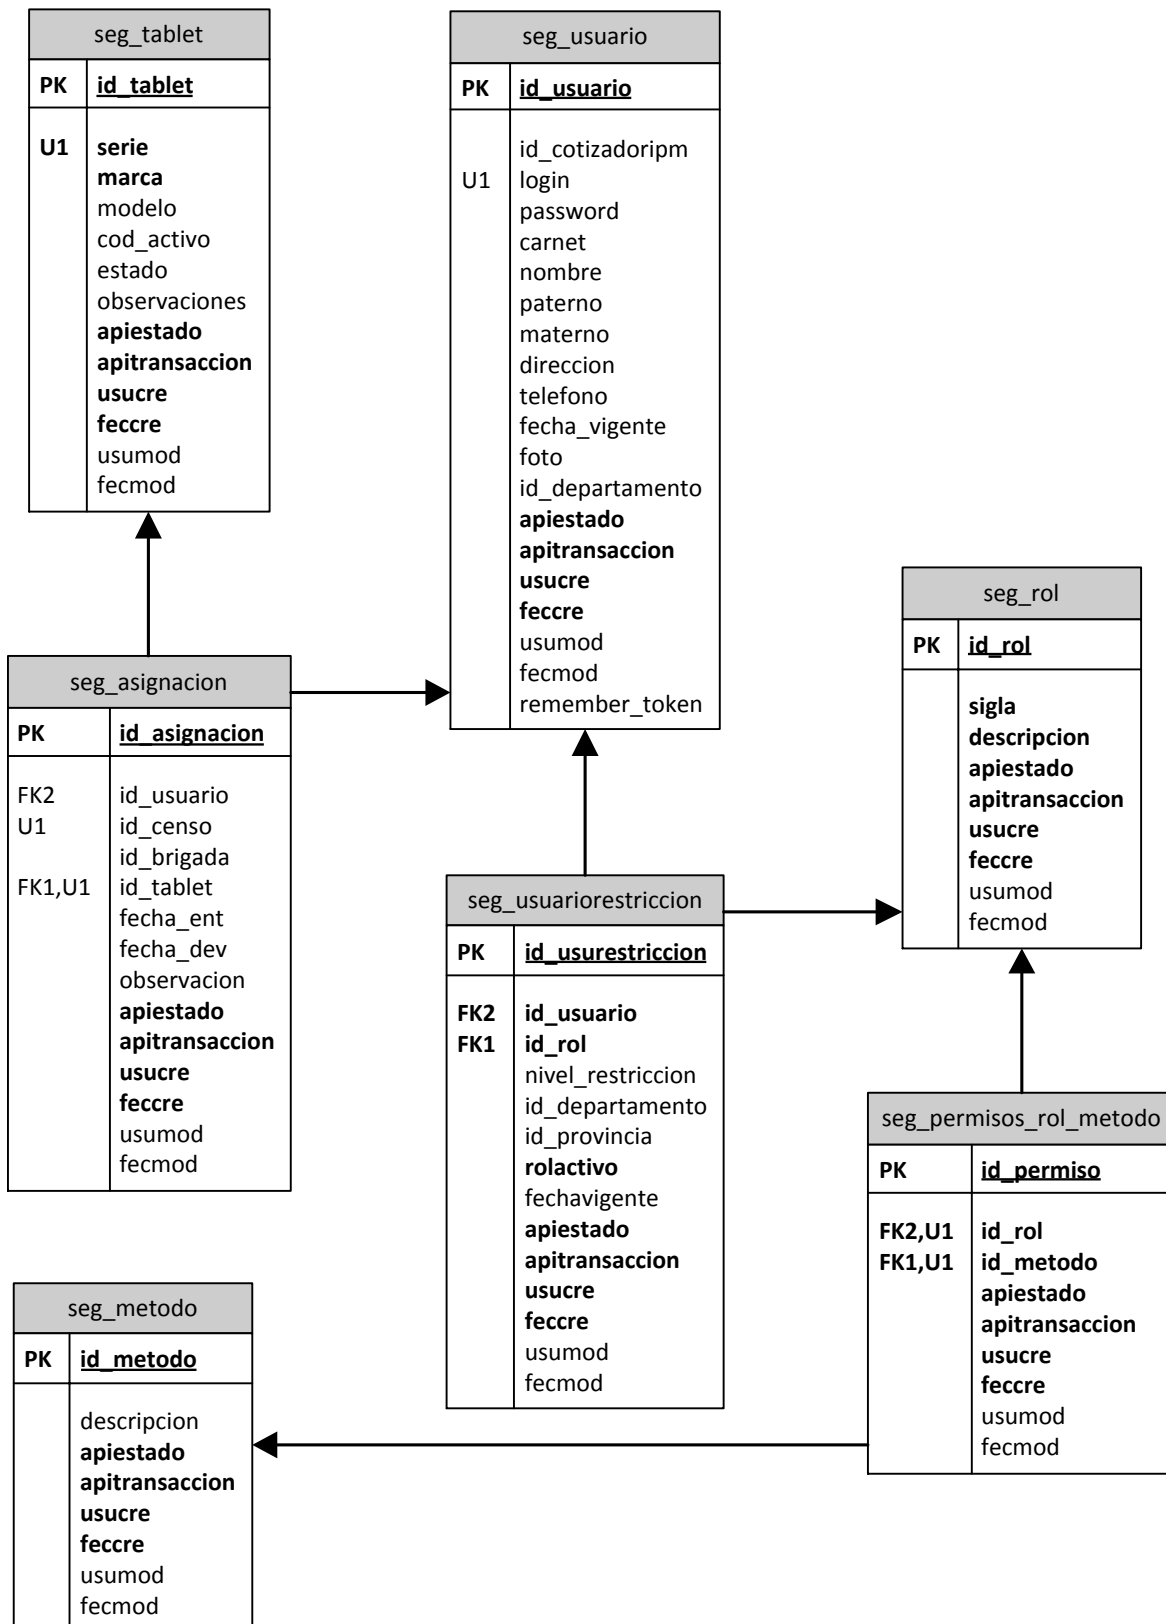 seg_tablet
PK id_tablet
U1 serie
marca
modelo
cod_activo
estado
observaciones
apiestado
apitransaccion
usucre
feccre
usumod
fecmod
seg_usuario
PK id_usuario
id_cotizadoripm
U1 login
password
carnet
nombre
paterno
materno
direccion
telefono
fecha_vigente
foto
id_departamento
apiestado
apitransaccion
usucre
feccre
usumod
fecmod
remember_token
seg_rol
PK id_rol
sigla
descripcion
apiestado
apitransaccion
usucre
feccre
usumod
fecmod
seg_asignacion
PK id_asignacion
FK2 id_usuario
U1 id_censo
id_brigada
FK1,U1 id_tablet
fecha_ent
fecha_dev
observacion
apiestado
apitransaccion
usucre
feccre
usumod
fecmod
seg_usuariorestriccion
PK id_usurestriccion
FK2 id_usuario
FK1 id_rol
nivel_restriccion
id_departamento
id_provincia
rolactivo
fechavigente
apiestado
apitransaccion
usucre
feccre
usumod
fecmod
seg_permisos_rol_metodo
PK id_permiso
FK2,U1 id_rol
FK1,U1 id_metodo
apiestado
apitransaccion
usucre
feccre
usumod
fecmod
seg_metodo
PK id_metodo
descripcion
apiestado
apitransaccion
usucre
feccre
usumod
fecmod